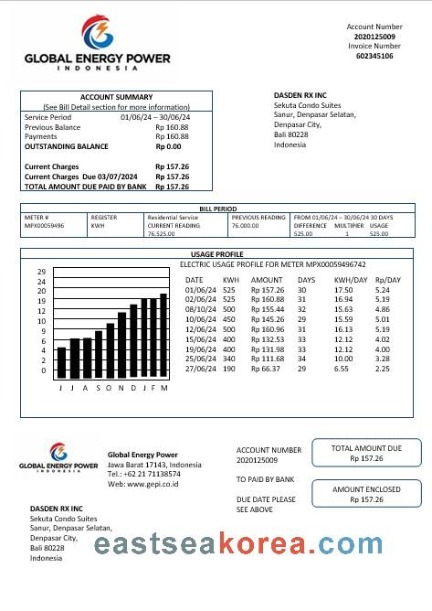 GLOBAL ENERGY POWER
INDONESIA
Account Number
2020125009
Invoice Number
602345106
ACCOUNT SUMMARY
(See Bill Detail section for more information)
Service Period 01/06/24 – 30/06/24
Previous Balance Rp 160.88
Payments Rp 160.88
OUTSTANDING BALANCE Rp 0.00
Current Charges Rp 157.26
Current Charges Due 03/07/2024 Rp 157.26
TOTAL AMOUNT DUE PAID BY BANK Rp 157.26
DASDEN RX INC
Sekuta Condo Suites
Sanur, Denpasar Selatan,
Denpasar City,
Bali 80228
Indonesia
BILL PERIOD
METER # REGISTER Residential Service PREVIOUS READING FROM 01/06/24 – 30/06/24 30 DAYS
MPX00059496 KWH CURRENT READING 76.000.00 DIFFERENCE MULTIPLIER USAGE
76.525.00 525.00 1 525.00
USAGE PROFILE
ELECTRIC USAGE PROFILE FOR METER MPX00059496742
29
24
20
18
12
10
9
6
4
2
0
J J A S O N D J F M
DATE KWH AMOUNT DAYS KWH/DAY Rp/DAY
01/06/24 525 Rp 157.26 30 17.50 5.24
02/06/24 525 Rp 160.88 31 16.94 5.19
08/10/24 500 Rp 155.44 32 15.63 4.86
10/06/24 450 Rp 145.26 29 15.59 5.01
12/06/24 500 Rp 160.96 31 16.13 5.19
15/06/24 400 Rp 132.53 33 12.12 4.02
19/06/24 400 Rp 131.98 33 12.12 4.00
25/06/24 340 Rp 111.68 34 10.00 3.28
27/06/24 190 Rp 66.37 29 6.55 2.25
GLOBAL ENERGY POWER
INDONESIA
Global Energy Power
Jawa Barat 17143, Indonesia
Tel.: +62 21 71138574
Web: www.gepi.co.id
ACCOUNT NUMBER
2020125009
TO PAID BY BANK
DUE DATE PLEASE
SEE ABOVE
TOTAL AMOUNT DUE
Rp 157.26
AMOUNT ENCLOSED
Rp 157.26
DASDEN RX INC
Sekuta Condo Suites
Sanur, Denpasar Selatan,
Denpasar City,
Bali 80228
Indonesia
eastseakorea.com